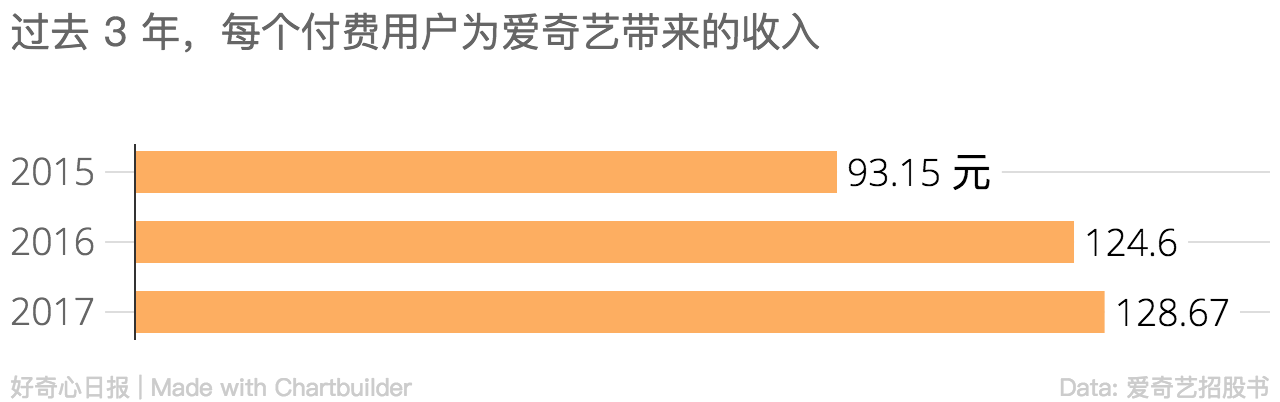 过去 3 年，每个付费用户为爱奇艺带来的收入
2015 93.15 元
2016 124.6
2017 128.67
好奇心日报 | Made with Chartbuilder
Data: 爱奇艺招股书